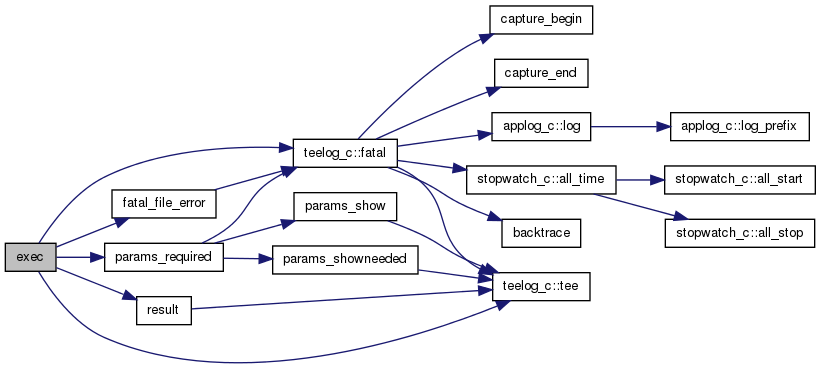 capture_begin
capture_end
applog_c::log
applog_c::log_prefix
teelog_c::fatal
stopwatch_c::all_time
stopwatch_c::all_start
fatal_file_error
params_show
backtrace
stopwatch_c::all_stop
exec
params_required
params_showneeded
teelog_c::tee
result